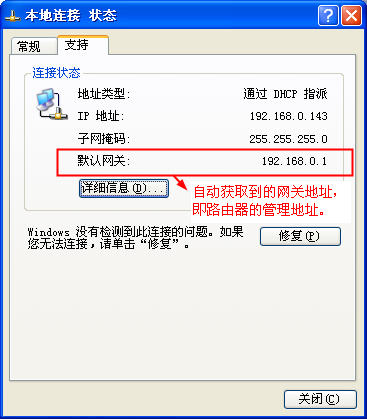 本地连接 状态
常规
支持
连接状态
地址类型: 通过 DHCP 指派
IP 地址: 192.168.0.143
子网掩码: 255.255.255.0
默认网关: 192.168.0.1
详细信息(D)...
自动获取到的网关地址，
即路由器的管理地址。
Windows 没有检测到此连接的问题。如果
您无法连接，请单击“修复”。
修复(P)
关闭(C)